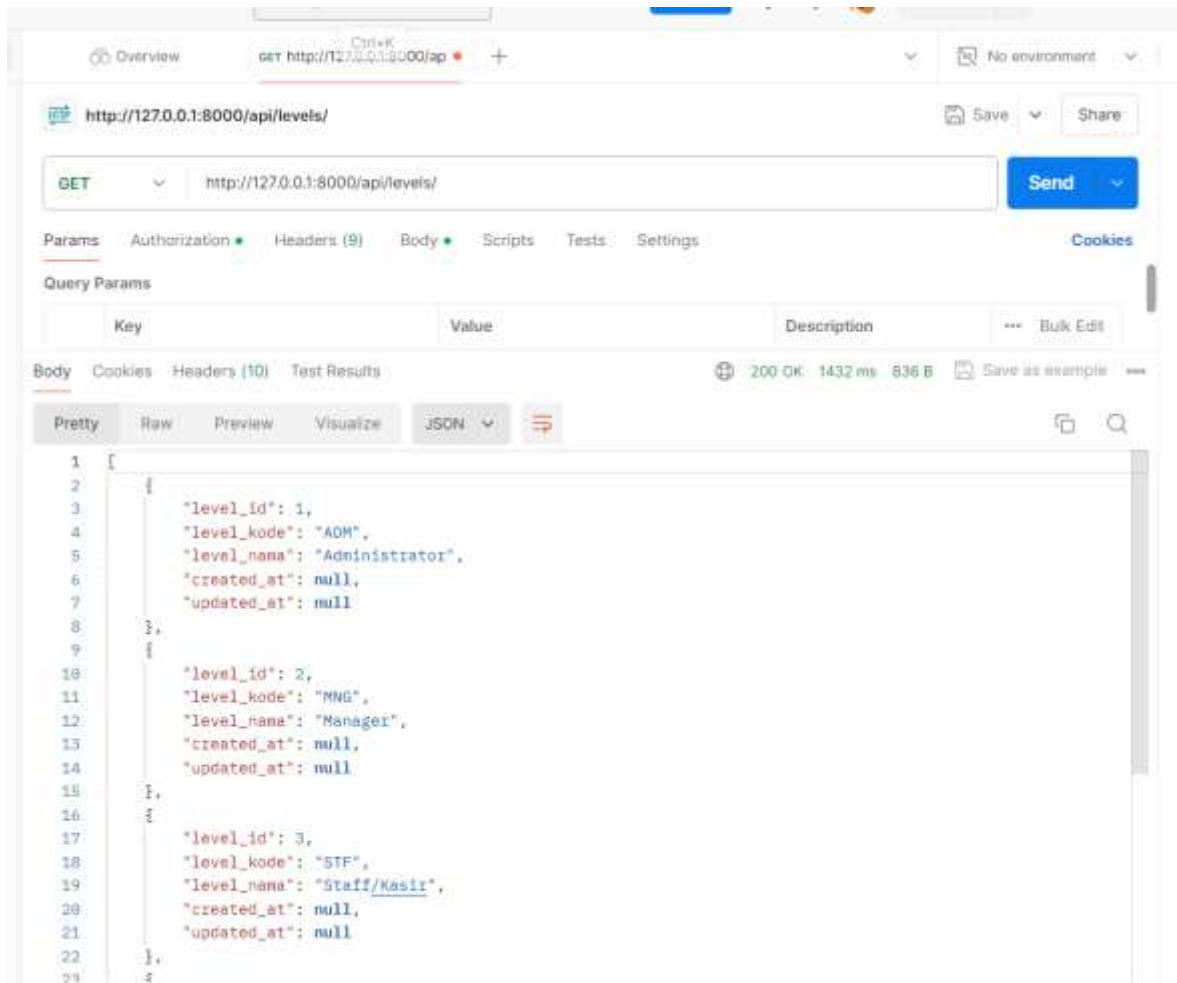 Ctrl+K
Overview GET http://127.0.0.1:8000/ap + No environment
HTTP http://127.0.0.1:8000/api/levels/ Save Share
GET http://127.0.0.1:8000/api/levels/ Send
Params Authorization Headers (9) Body Scripts Tests Settings Cookies
Query Params
Key Value Description ••• Bulk Edit
Body Cookies Headers (10) Test Results 200 OK 1432 ms 836 B Save as example •••
Pretty Raw Preview Visualize JSON
1 [
2 {
3 "level_id": 1,
4 "level_kode": "ADM",
5 "level_nama": "Administrator",
6 "created_at": null,
7 "updated_at": null
8 },
9 {
10 "level_id": 2,
11 "level_kode": "MNG",
12 "level_nama": "Manager",
13 "created_at": null,
14 "updated_at": null
15 },
16 {
17 "level_id": 3,
18 "level_kode": "STF",
19 "level_nama": "Staff/Kasir",
20 "created_at": null,
21 "updated_at": null
22 },
23 {